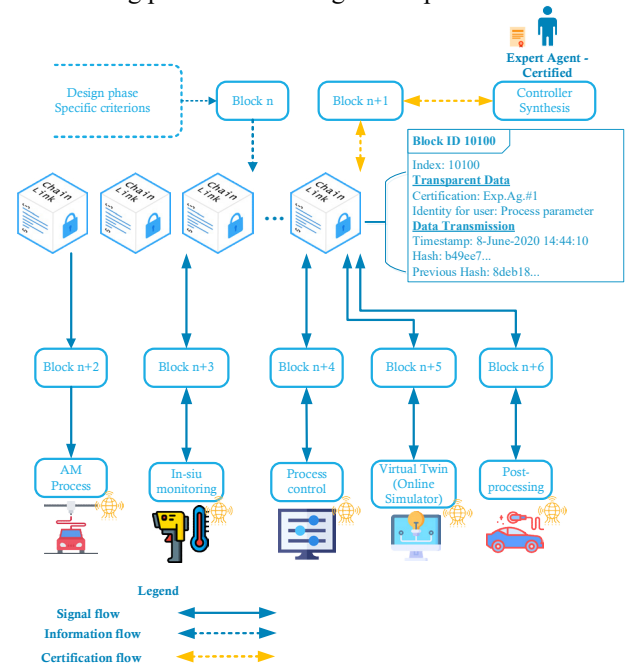 Expert Agent -
Certified
Design phase
Specific criterions
Block n
Block n+1
Controller
Synthesis
Block ID 10100
Index: 10100
Transparent Data
Certification: Exp.Ag.#1
Identity for user: Process parameter
Data Transmission
Timestamp: 8-June-2020 14:44:10
Hash: b49ee7...
Previous Hash: 8deb18...
Chain
Link
Chain
Link
Chain
Link
...
Chain
Link
Block n+2
Block n+3
Block n+4
Block n+5
Block n+6
AM
Process
In-siu
monitoring
Process
control
Virtual Twin
(Online
Simulator)
Post-
processing
Legend
Signal flow
Information flow
Certification flow